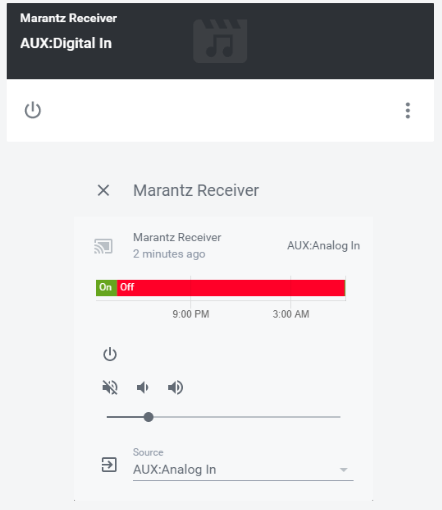 Marantz Receiver
AUX:Digital In
Marantz Receiver
Marantz Receiver
2 minutes ago
AUX:Analog In
On Off
9:00 PM 3:00 AM
Source
AUX:Analog In